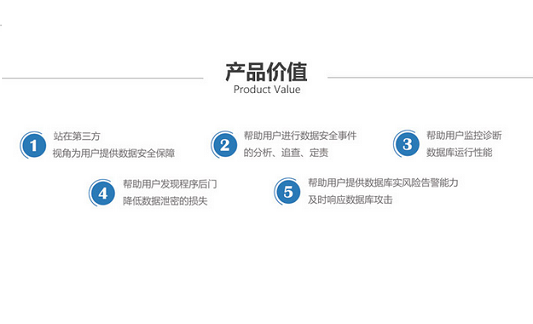 产品价值
Product Value
1
站在第三方
视角为用户提供数据安全保障
2
帮助用户进行数据安全事件
的分析、追查、定责
3
帮助用户监控诊断
数据库运行性能
4
帮助用户发现程序后门
降低数据泄密的损失
5
帮助用户提供数据库实风险告警能力
及时响应数据库攻击